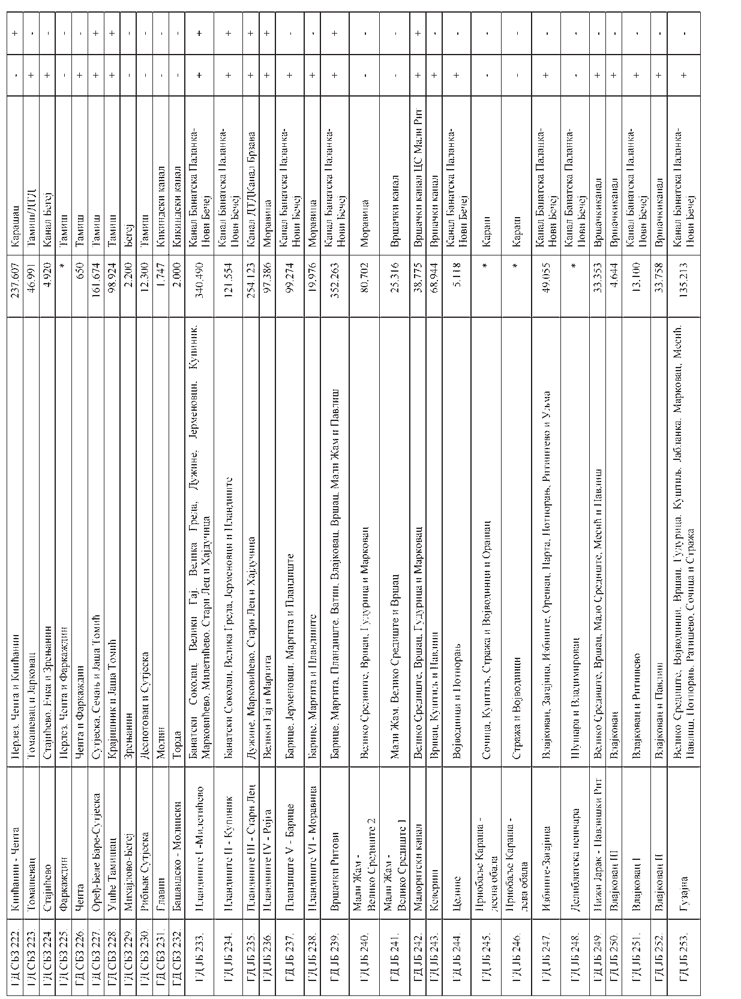 ГД СБЗ 222. Книћанин - Чента Перлез, Чента и Книћанин 237.607 Карашац - +
ГД СБЗ 223. Томашевац Томашевац и Јарковац 46.991 Тамиш/ДТД + -
ГД СБЗ 224. Стајићево Стајићево, Ечка и Зрењанин 4.920 Канал Бегеј + -
ГД СБЗ 225. Фаркаждин Перлез, Чента и Фаркаждин * Тамиш - -
ГД СБЗ 226. Чента Чента и Фаркаждин 650 Тамиш + -
ГД СБЗ 227. Оређ-Беле Баре-Сутјеска Сутјеска, Сечањ и Јаша Томић 161.674 Тамиш + +
ГД СБЗ 228. Ушће Тамишац Крајишник и Јаша Томић 98.924 Тамиш + +
ГД СБЗ 229. Михајлово-Бегеј Зрењанин 2.200 Бегеј - -
ГД СБЗ 230. Рибњак Сутјеска Деспотовац и Сутјеска 12.300 Тамиш - -
ГД СБЗ 231. Главни Молин 1.747 Кикиндски канал - -
ГД СБЗ 232. Башаидско - Молински Торда 2.000 Кикиндски канал - -
ГД ЈБ 233. Пландиште I -Милетићево Банатски Соколац, Велики Гај, Велика Греда, Дужине, Јерменовци, Купиник, 340.490 Канал Банатска Паланка- + +
Марковићево, Милетићево, Стари Лец и Хајдучица Нови Бечеј
ГД ЈБ 234. Пландиште II - Купиник Банатски Соколац, Велика Греда, Јерменовци и Пландиште 121.554 Канал Банатска Паланка- + +
Нови Бечеј
ГД ЈБ 235. Пландиште III - Стари Лец Дужине, Марковићево, Стари Лец и Хајдучица 254.123 Канал ДТДКанал Брзава + +
ГД ЈБ 236. Пландиште IV - Ројга Велики Гај и Маргита 97.386 Моравица + +
ГД ЈБ 237. Пландиште V - Барице Барице, Јерменовци, Маргита и Пландиште 99.274 Канал Банатска Паланка- + -
Нови Бечеј
ГД ЈБ 238. Пландиште VI - Моравица Барице, Маргита и Пландиште 19.976 Моравица + -
ГД ЈБ 239. Вршачки Ритови Барице, Маргита, Пландиште, Ватин, Влајковац, Вршац, Мали Жам и Павлиш 352.263 Канал Банатска Паланка- + +
Нови Бечеј
ГД ЈБ 240. Мали Жам - Велико Средиште, Вршац, Гудурица и Марковац 80.702 Моравица - -
Велико Средиште 2
ГД ЈБ 241. Мали Жам - Мали Жам, Велико Средиште и Вршац 25.316 Вршачки канал - -
Велико Средиште 1
ГД ЈБ 242. Малоритски канал Велико Средиште, Вршац, Гудурица и Марковац 38.775 Вршачки канал ЦС Мали Рит + +
ГД ЈБ 243. Кевериш Вршац, Куштиљ и Павлиш 68.944 Вршачки канал + -
ГД ЈБ 244. Целине Војводинци и Потпорањ 5.118 Канал Банатска Паланка- + -
Нови Бечеј
ГД ЈБ 245. Приобаље Караша - Сочица, Куштиљ, Стража и Војводинци и Орашац * Караш - -
десна обала
ГД ЈБ 246. Приобаље Караша - Стража и Војводинци * Караш - -
лева обала
ГД ЈБ 247. Избиште-Загајица Влајковац, Загајица, Избиште, Орешац, Парта, Потпорањ, Ритиштево и Уљма 49.055 Канал Банатска Паланка- + -
Нови Бечеј
ГД ЈБ 248. Делиблатска пешчара Шушара и Владимировац * Канал Банатска Паланка- - -
Нови Бечеј
ГД ЈБ 249. Нижи Јарак - Павлишки Рит Велико Средиште, Вршац, Мало Средиште, Месић и Павлиш 33.353 Вршачкиканал + -
ГД ЈБ 250. Влајковац III Влајковац 4.644 Вршачкиканал + -
ГД ЈБ 251. Влајковац I Влајковац и Ритишево 13.100 Канал Банатска Паланка- + -
Нови Бечеј
ГД ЈБ 252. Влајковац II Влајковац и Павлиш 33.758 Вршачкиканал + -
ГД ЈБ 253. Гузајна Велико Средиште, Војводинци, Вршац, Гудурица, Куштиљ, Јабланка, Марковац, Месић, 135.213 Канал Банатска Паланка- + -
Павлиш, Потпорањ, Ратишево, Сочица и Стража Нови Бечеј